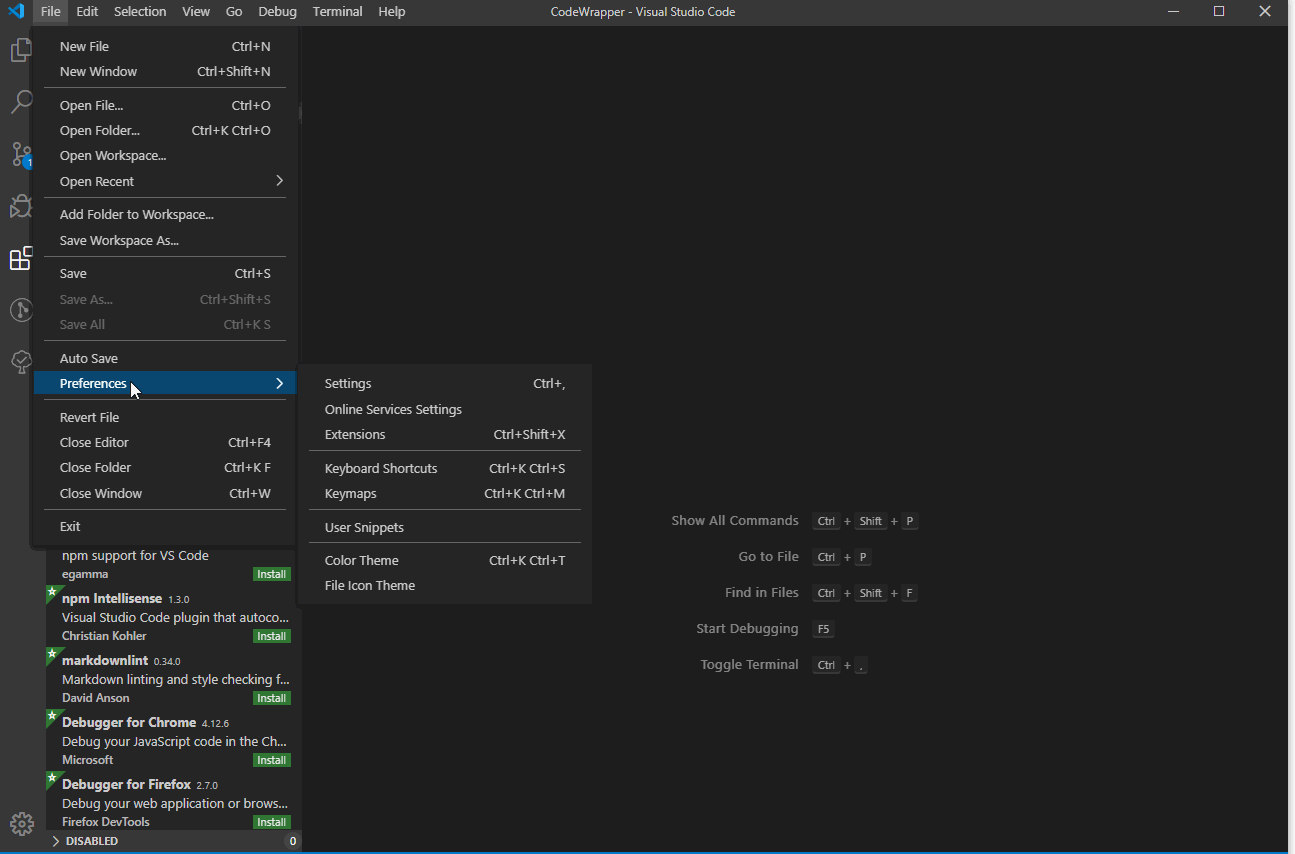 File Edit Selection View Go Debug Terminal Help CodeWrapper - Visual Studio Code
New File Ctrl+N
New Window Ctrl+Shift+N
Open File... Ctrl+O
Open Folder... Ctrl+K Ctrl+O
Open Workspace...
1
Open Recent
Add Folder to Workspace...
Save Workspace As...
Save Ctrl+S
Save As... Ctrl+Shift+S
Save All Ctrl+K S
Auto Save
Preferences
Revert File
Close Editor Ctrl+F4
Close Folder Ctrl+K F
Close Window Ctrl+W
Exit
Settings Ctrl+,
Online Services Settings
Extensions Ctrl+Shift+X
Keyboard Shortcuts Ctrl+K Ctrl+S
Keymaps Ctrl+K Ctrl+M
User Snippets
Color Theme Ctrl+K Ctrl+T
File Icon Theme
npm support for VS Code
egamma Install
npm Intellisense 1.3.0
Visual Studio Code plugin that autoco...
Christian Kohler Install
markdownlint 0.34.0
Markdown linting and style checking f...
David Anson Install
Debugger for Chrome 4.12.6
Debug your JavaScript code in the Ch...
Microsoft Install
Debugger for Firefox 2.7.0
Debug your web application or brows...
Firefox DevTools Install
DISABLED 0
Show All Commands Ctrl + Shift + P
Go to File Ctrl + P
Find in Files Ctrl + Shift + F
Start Debugging F5
Toggle Terminal Ctrl + .